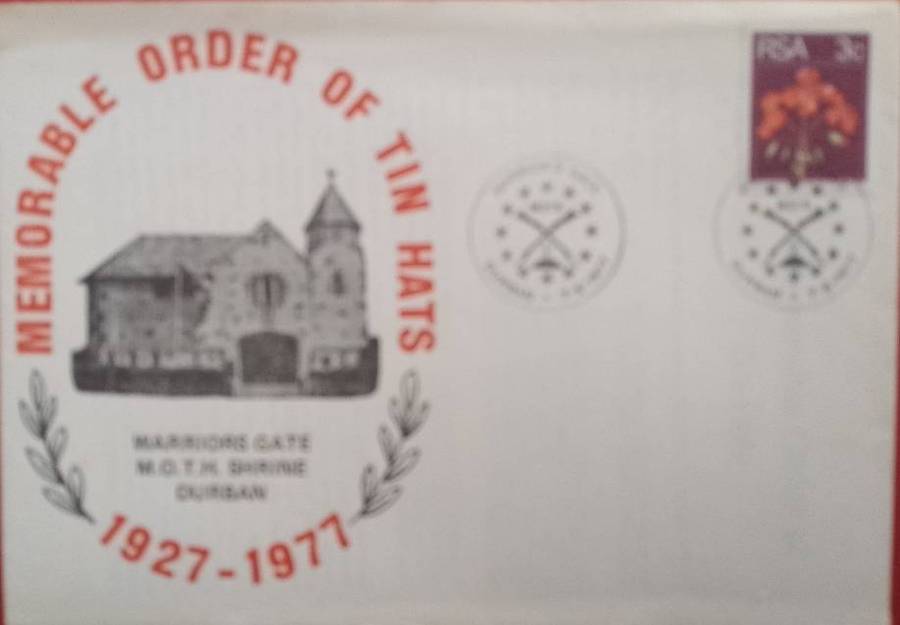 MEMORABLE ORDER OF TIN HATS
RSA 3c
WARRIORS GATE
M.O.T.H. SHRINE
DURBAN
1927-1977